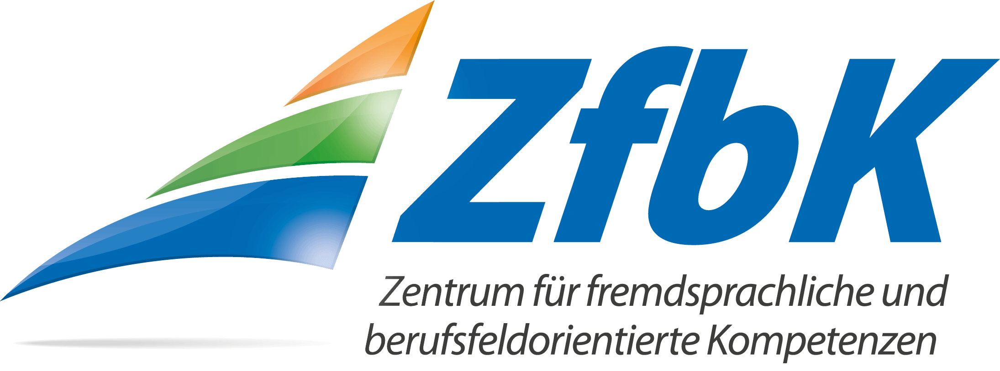 ZfbK
Zentrum für fremdsprachliche und
berufsfeldorientierte Kompetenzen